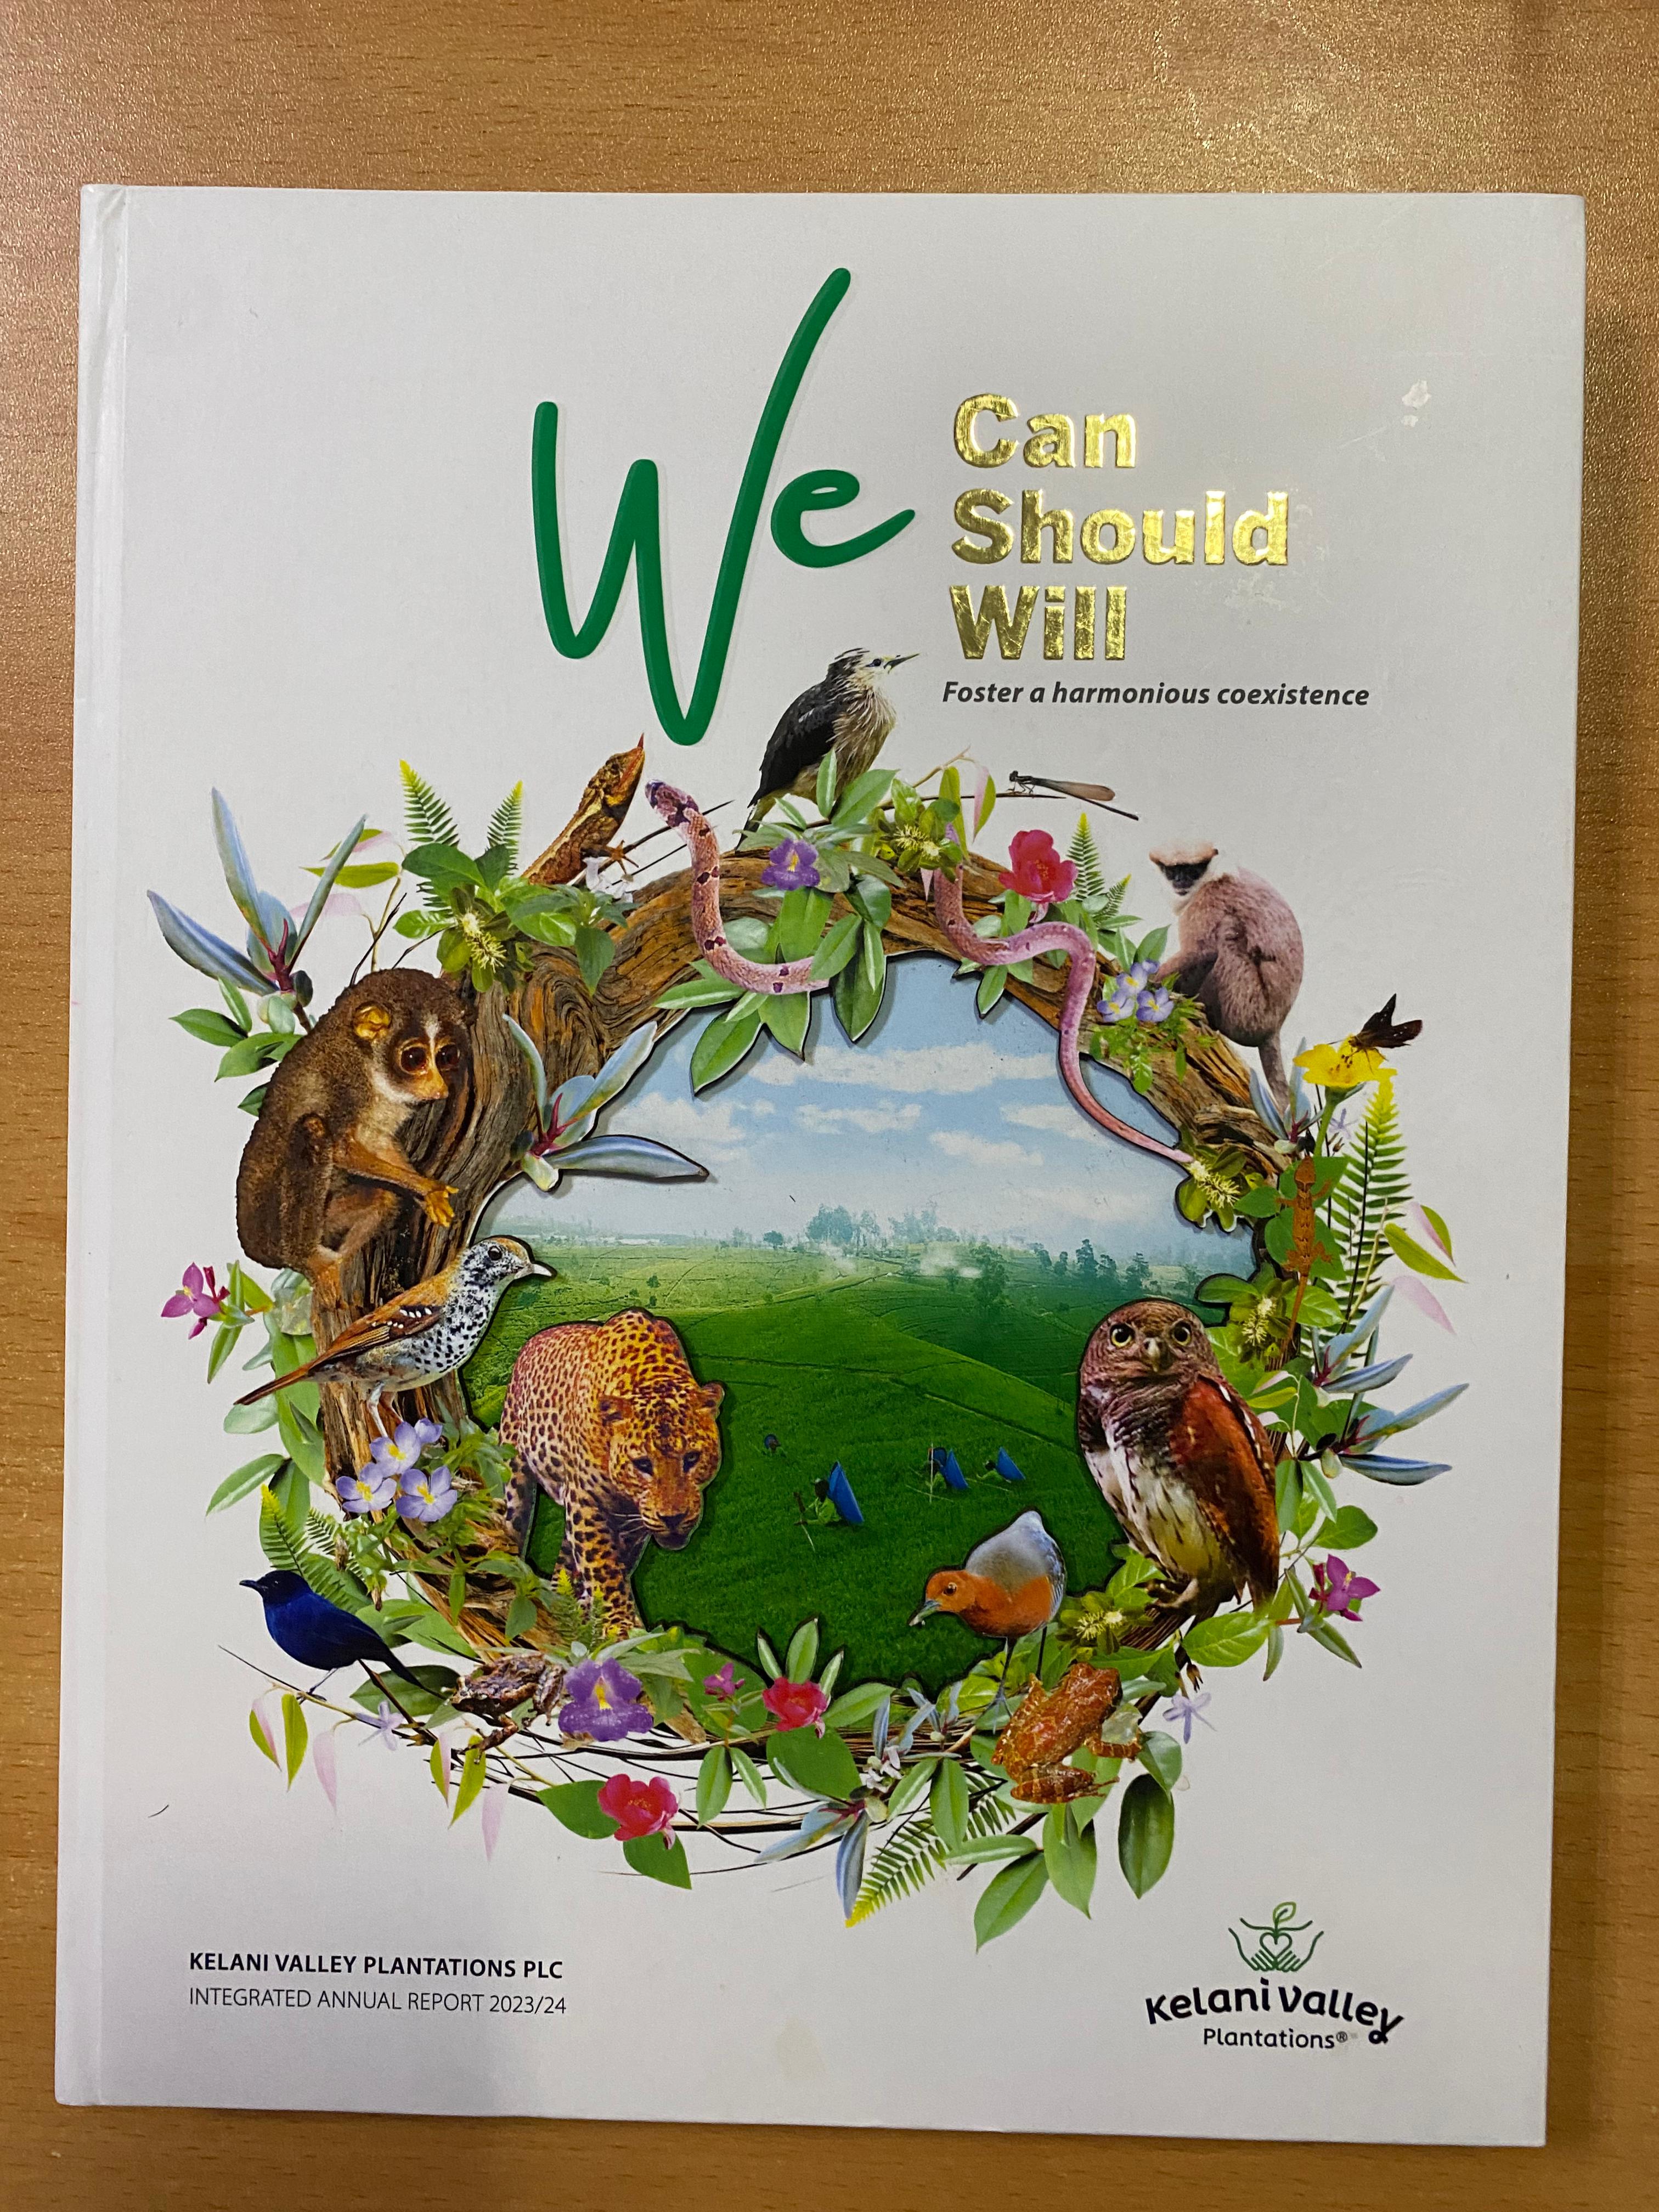 We
Can
Should
Will
Foster a harmonious coexistence
KELANI VALLEY PLANTATIONS PLC
INTEGRATED ANNUAL REPORT 2023/24
Kelani Valley
Plantations®